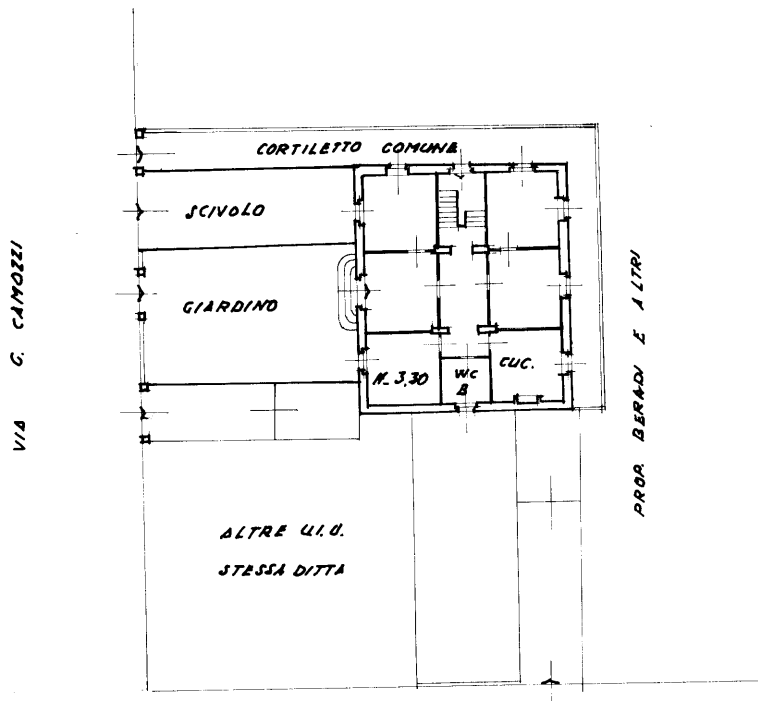 CORTILETTO COMUNE
SCIVOLO
GIARDINO
VIA G. CAMOZZI
H= 3,30
WC
B
CUC.
PROP. BERADI E ALTRI
ALTRE U.I.U.
STESSA DITTA